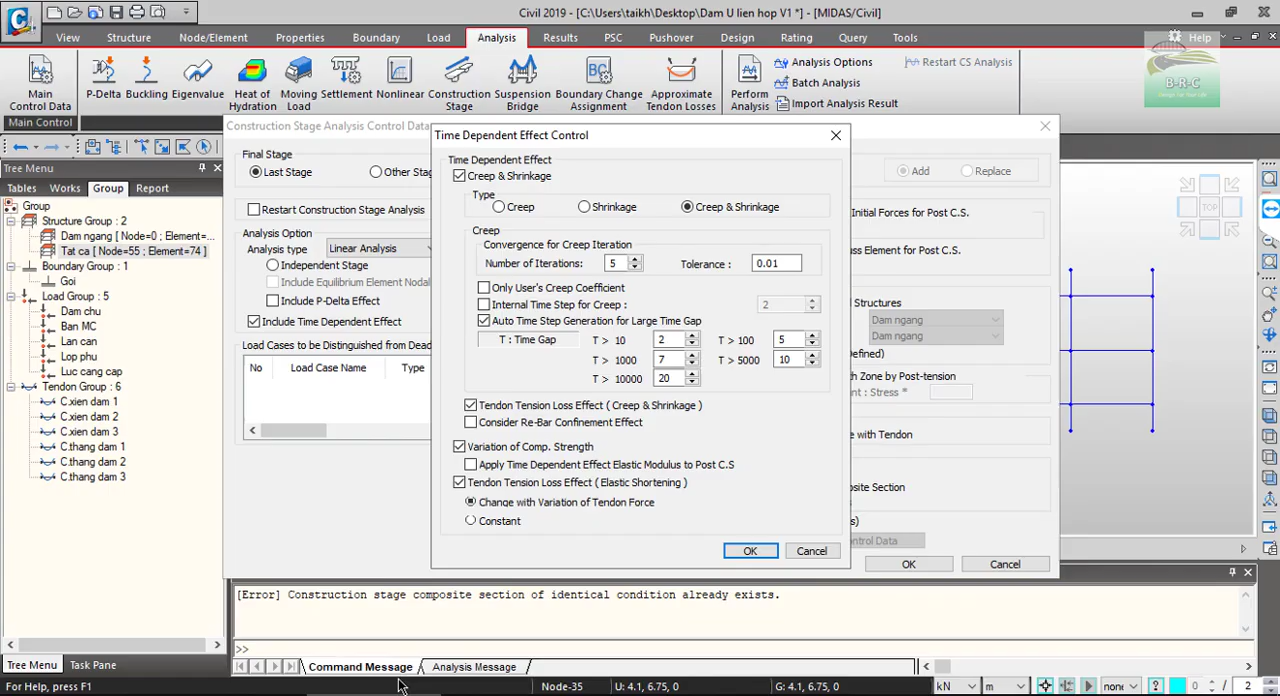 Civil 2019 - [C:\Users\taikh\Desktop\Dam U lien hop V1 *] - [MIDAS/Civil]
View Structure Node/Element Properties Boundary Load Analysis Results PSC Pushover Design Rating Query Tools Help
Main Control Data
P-Delta
Buckling
Eigenvalue
Heat of Hydration
Moving Load
Settlement
Nonlinear
Suspension Bridge
Boundary Change Assignment
Approximate Tendon Losses
Perform Analysis
Analysis Options
Batch Analysis
Import Analysis Result
Restart CS Analysis
B-R-C
Main Control
Tree Menu
Tables Works Group Report
Group
Structure Group : 2
Dam ngang [ Node=0 ; Element=...
Tat ca [ Node=55 ; Element=74 ]
Boundary Group : 1
Goi
Load Group : 5
Dam chu
Ban MC
Lan can
Lop phu
Luc cang cap
Tendon Group : 6
C.xien dam 1
C.xien dam 2
C.xien dam 3
C.thang dam 1
C.thang dam 2
C.thang dam 3
Tree Menu Task Pane
Construction Stage Analysis Control Data
Final Stage
Last Stage Other Stag
Restart Construction Stage Analysis
Analysis Option
Analysis type Linear Analysis
Independent Stage
Include Equilibrium Element Nodal
Include P-Delta Effect
Include Time Dependent Effect
Load Cases to be Distinguished from Dead
No Load Case Name Type
Time Dependent Effect Control
Time Dependent Effect
Creep & Shrinkage
Type
Creep Shrinkage Creep & Shrinkage
Creep
Convergence for Creep Iteration
Number of Iterations: 5 Tolerance : 0.01
Only User's Creep Coefficient
Internal Time Step for Creep : 2
Auto Time Step Generation for Large Time Gap
T : Time Gap T > 10 2 T > 100 5
T > 1000 7 T > 5000 10
T > 10000 20
Tendon Tension Loss Effect ( Creep & Shrinkage )
Consider Re-Bar Confinement Effect
Variation of Comp. Strength
Apply Time Dependent Effect Elastic Modulus to Post C.S
Tendon Tension Loss Effect ( Elastic Shortening )
Change with Variation of Tendon Force
Constant
OK Cancel
Add Replace
Initial Forces for Post C.S.
ss Element for Post C.S.
d Structures
Dam ngang
Dam ngang
efined)
h Zone by Post-tension
ent : Stress *
e with Tendon
posite Section
s)
ontrol Data
OK Cancel
TOP
[Error] Construction stage composite section of identical condition already exists.
>>
Command Message Analysis Message
For Help, press F1 Node-35 U: 4.1, 6.75, 0 G: 4.1, 6.75, 0 kN m none ? 0 / 2